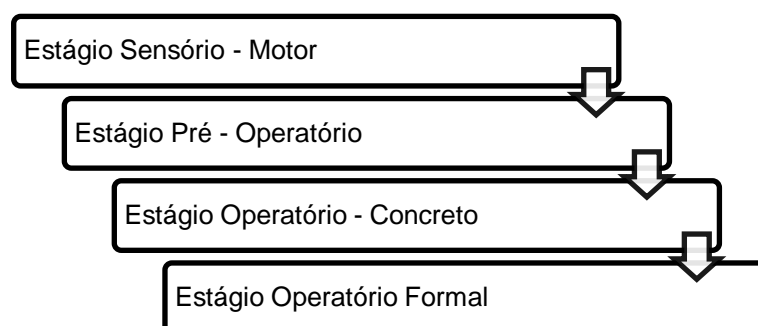 Estágio Sensório - Motor
Estágio Pré - Operatório
Estágio Operatório - Concreto
Estágio Operatório Formal